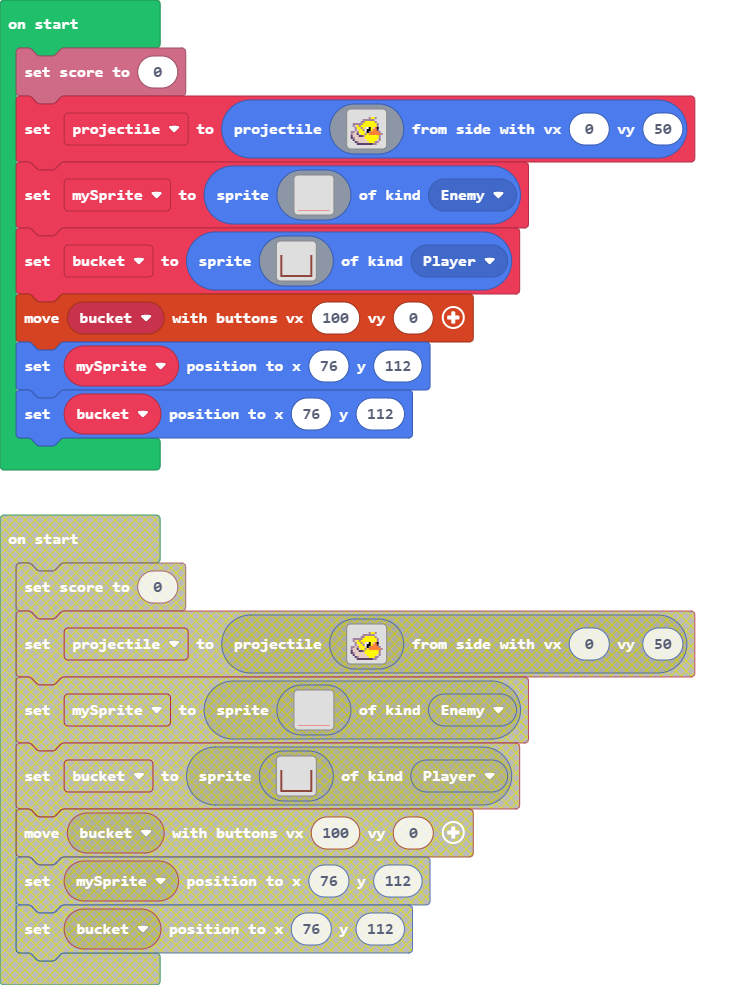 on start
set score to 0
set projectile to projectile from side with vx 0 vy 50
set mySprite to sprite of kind Enemy
set bucket to sprite of kind Player
move bucket with buttons vx 100 vy 0
set mySprite position to x 76 y 112
set bucket position to x 76 y 112
on start
set score to 0
set projectile to projectile from side with vx 0 vy 50
set mySprite to sprite of kind Enemy
set bucket to sprite of kind Player
move bucket with buttons vx 100 vy 0
set mySprite position to x 76 y 112
set bucket position to x 76 y 112